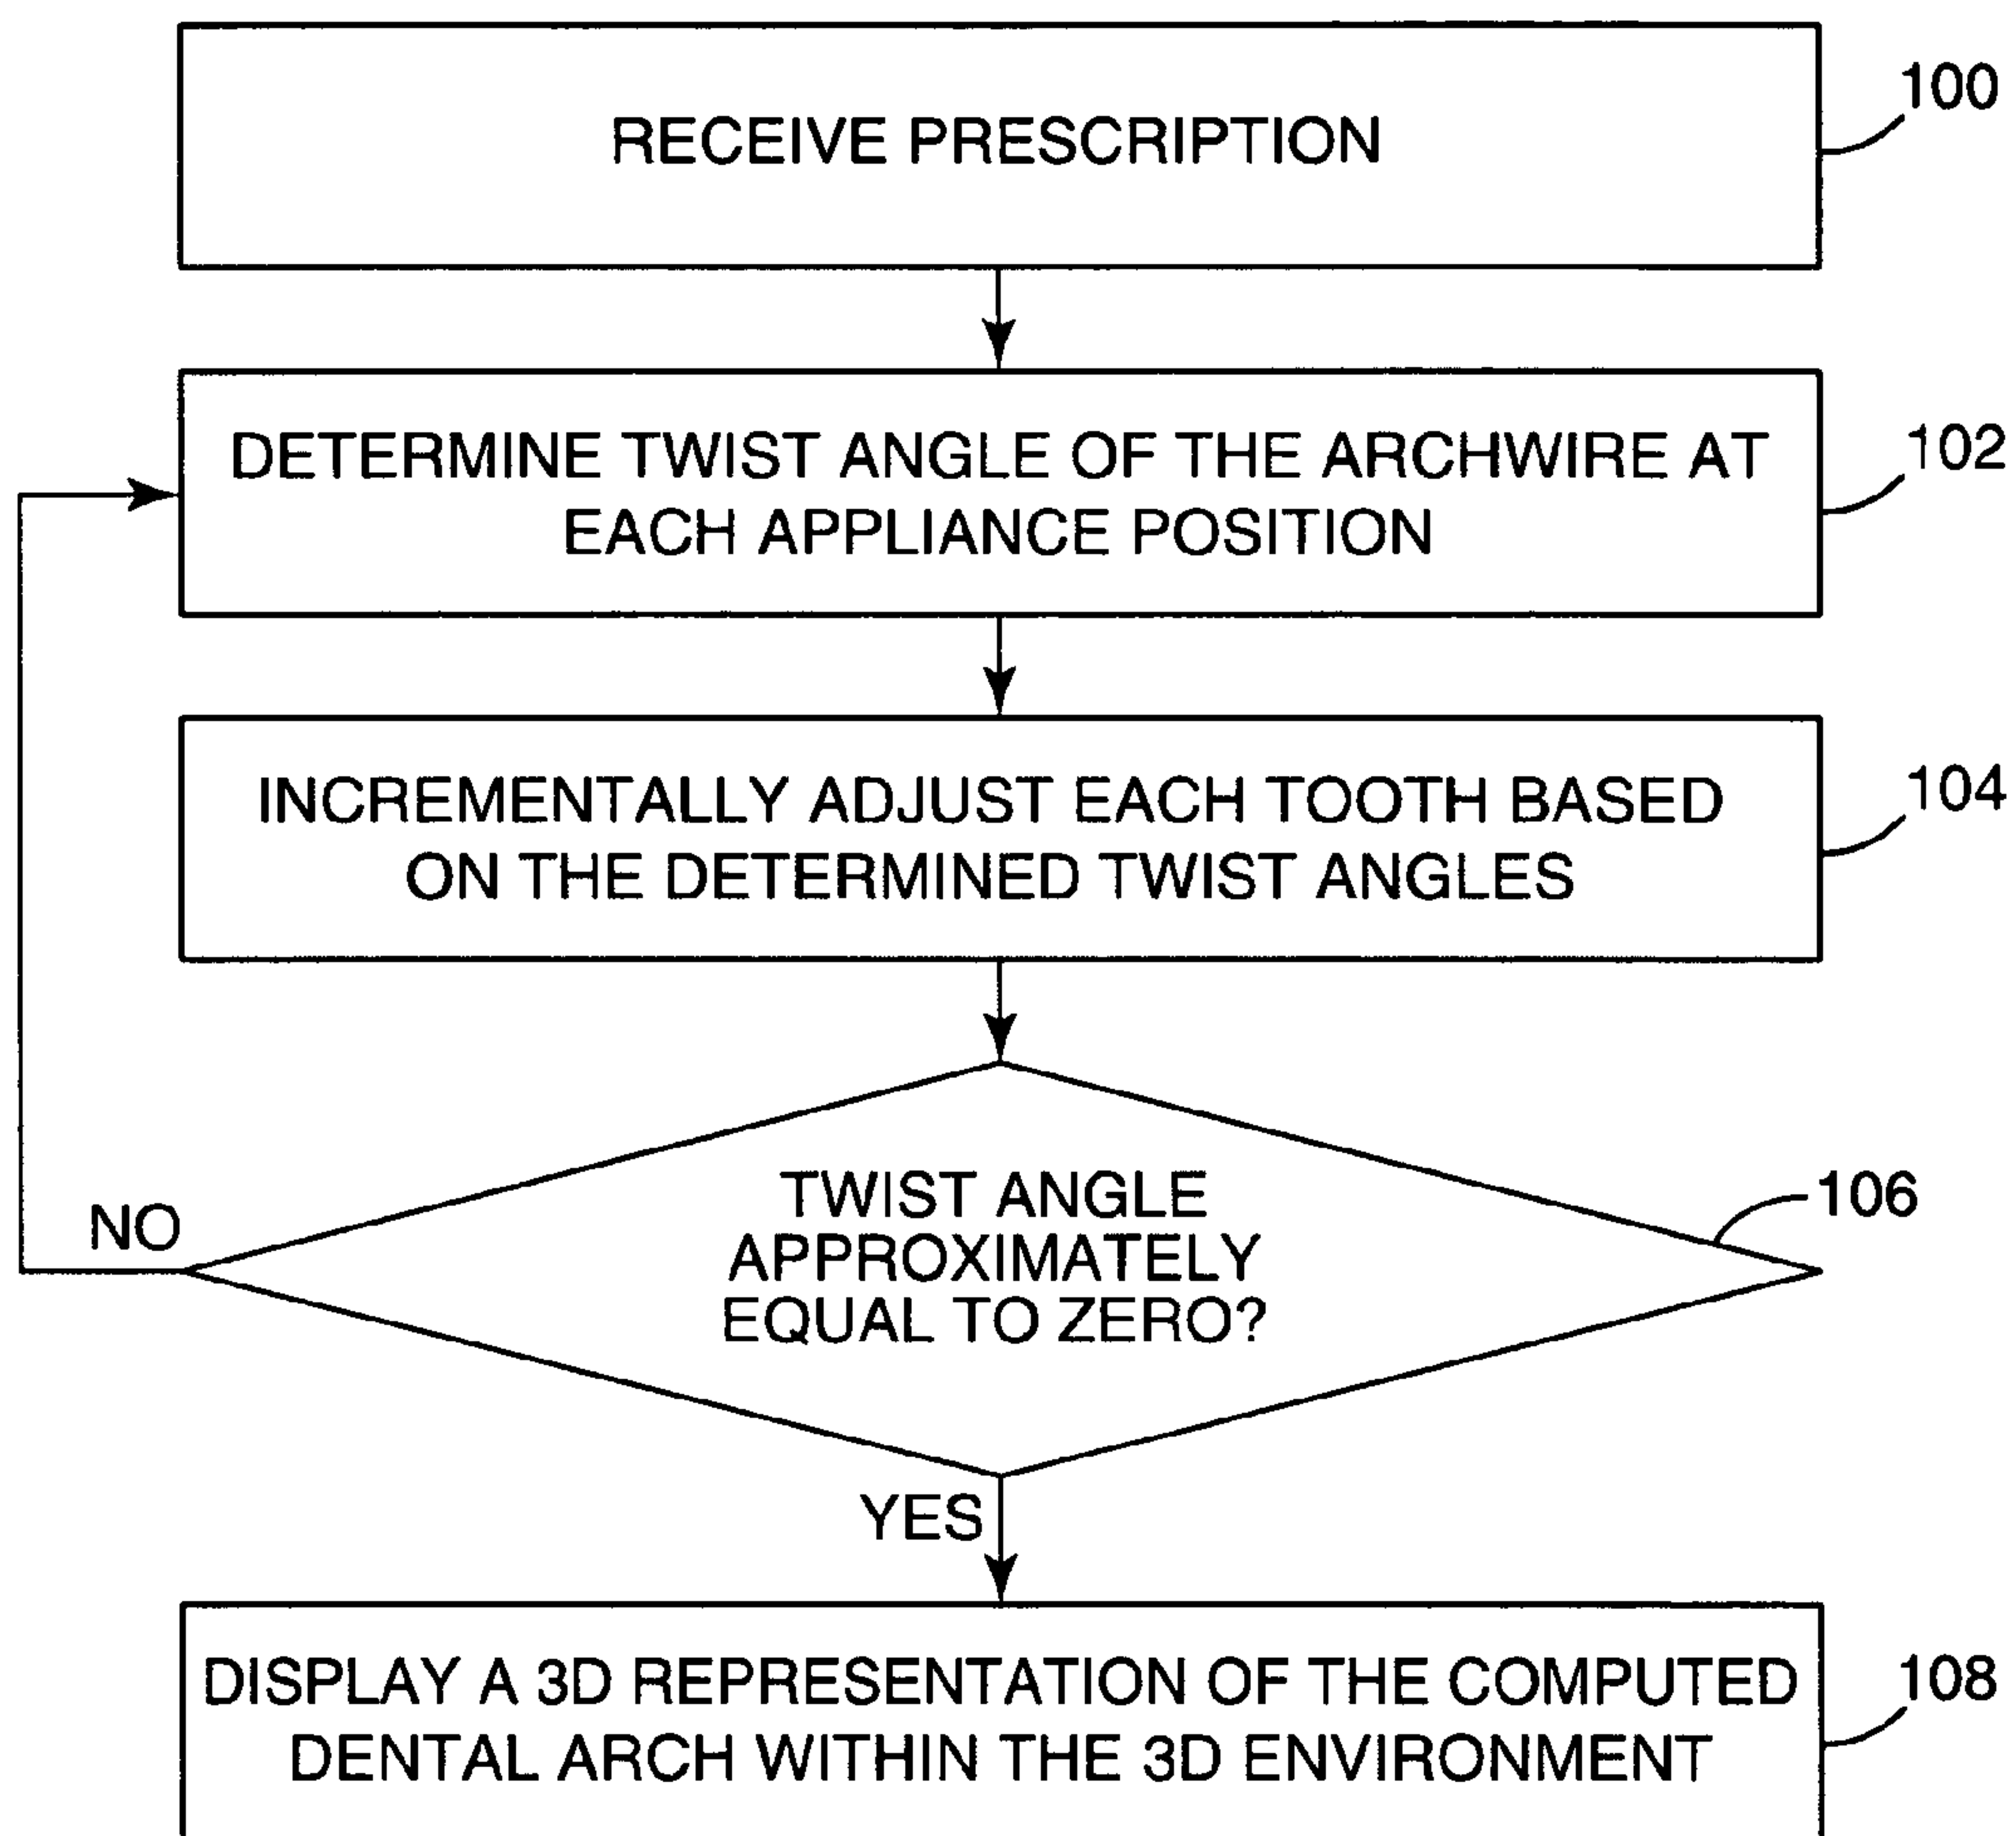 RECEIVE PRESCRIPTION
100
DETERMINE TWIST ANGLE OF THE ARCHWIRE AT
EACH APPLIANCE POSITION
102
INCREMENTALLY ADJUST EACH TOOTH BASED
ON THE DETERMINED TWIST ANGLES
104
TWIST ANGLE
APPROXIMATELY
EQUAL TO ZERO?
106
NO
YES
DISPLAY A 3D REPRESENTATION OF THE COMPUTED
DENTAL ARCH WITHIN THE 3D ENVIRONMENT
108